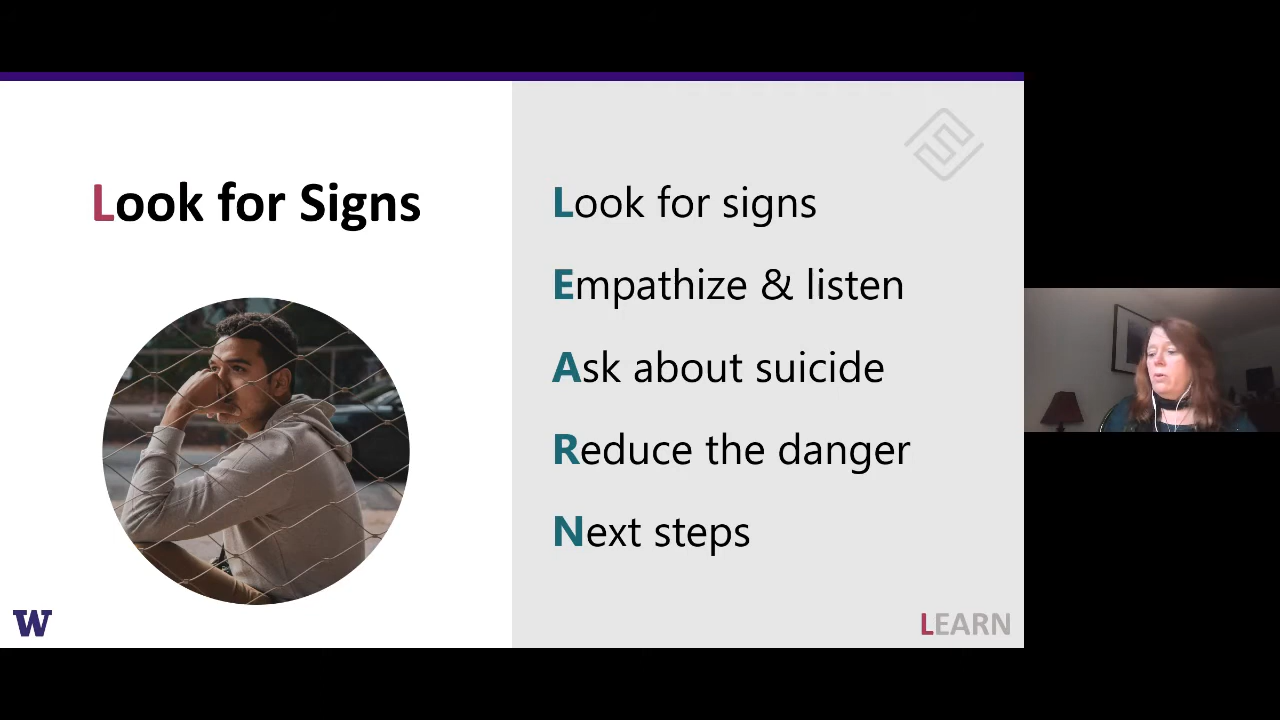 Look for Signs
Look for signs
Empathize & listen
Ask about suicide
Reduce the danger
Next steps
W
LEARN